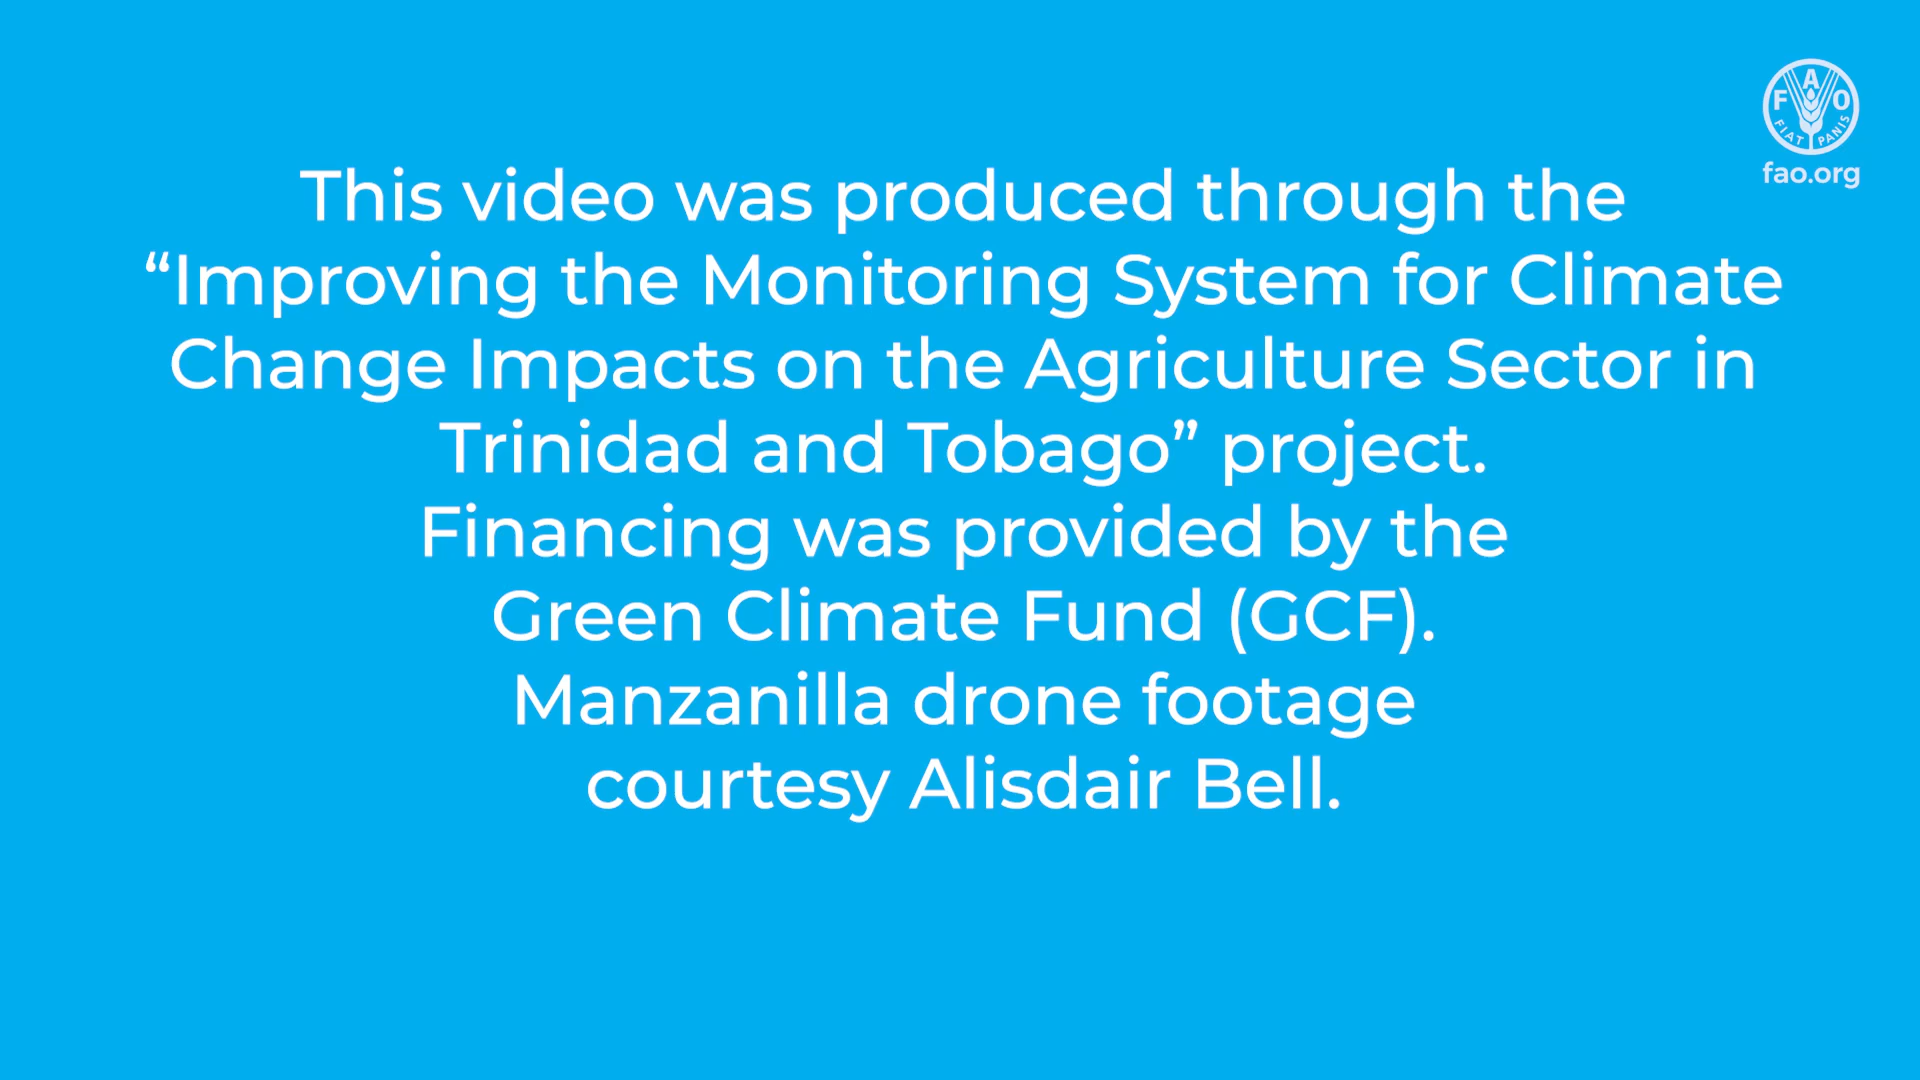 F A O
FIAT PANIS
fao.org
This video was produced through the
“Improving the Monitoring System for Climate
Change Impacts on the Agriculture Sector in
Trinidad and Tobago” project.
Financing was provided by the
Green Climate Fund (GCF).
Manzanilla drone footage
courtesy Alisdair Bell.